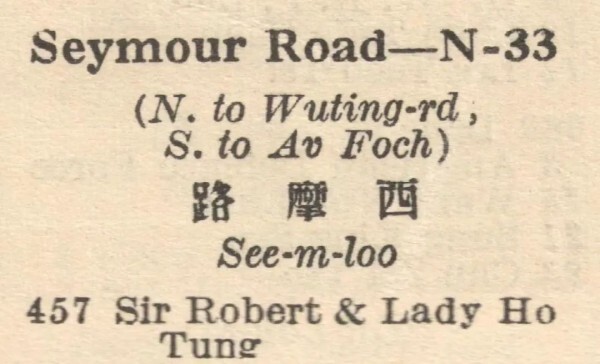 Seymour Road—N-33
(N. to Wuting-rd,
S. to Av Foch)
西摩路
See-m-loo
457 Sir Robert & Lady Ho
Tung